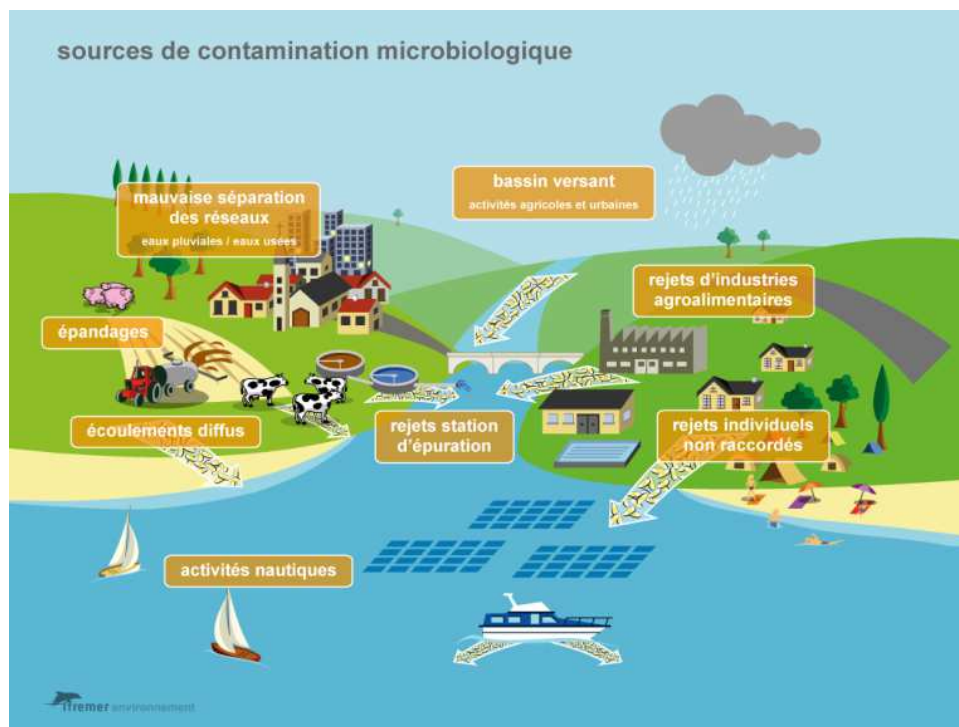 sources de contamination microbiologique
bassin versant
activités agricoles et urbaines
mauvaise séparation
des réseaux
eaux pluviales / eaux usées
rejets d'industries
agroalimentaires
épandages
écoulements diffus
rejets station
d'épuration
rejets individuels
non raccordés
activités nautiques
ifremer environnement